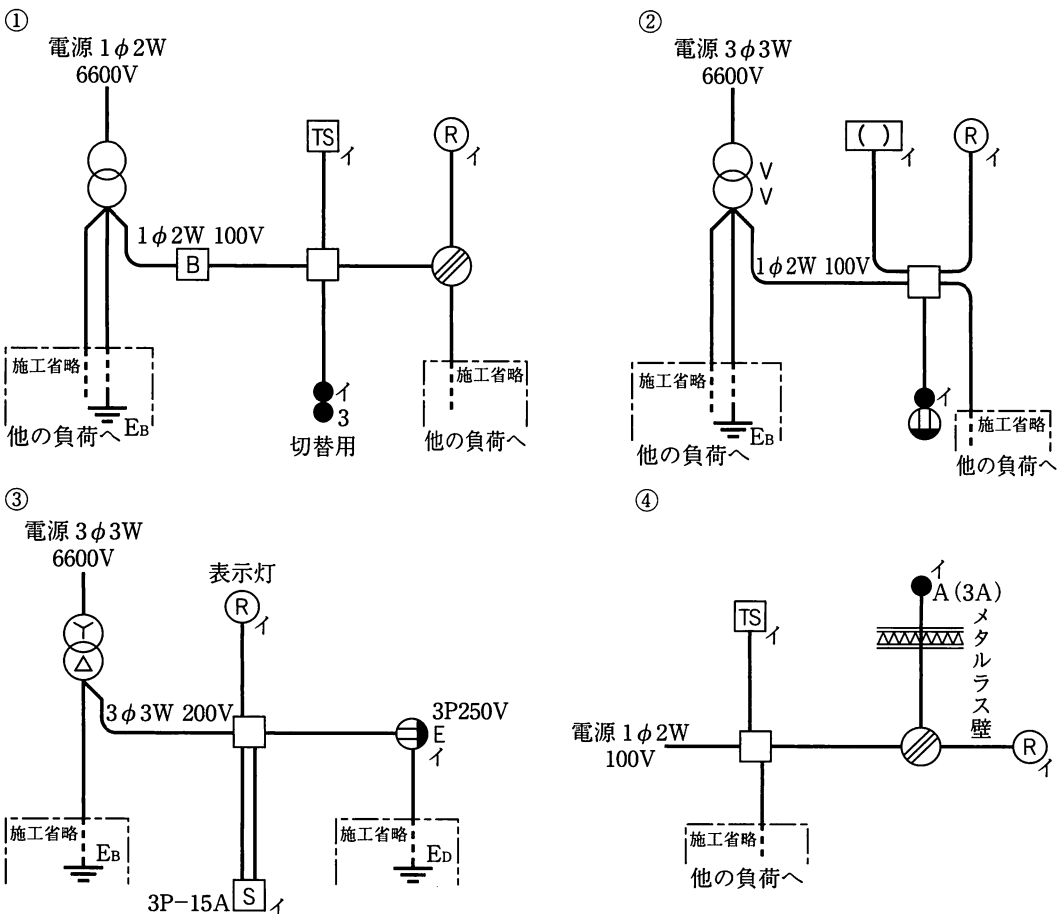 ①
電源 1φ2W
6600V
TS
イ
R
イ
1φ2W 100V
B
施工省略
EB
他の負荷へ
イ
3
切替用
施工省略
他の負荷へ
②
電源 3φ3W
6600V
V
V
( )
イ
R
イ
1φ2W 100V
施工省略
EB
他の負荷へ
イ
施工省略
他の負荷へ
③
電源 3φ3W
6600V
Y
△
表示灯
R
イ
3φ3W 200V
3P250V
E
イ
施工省略
EB
施工省略
ED
3P-15A
S
イ
④
イ
A(3A)
メタルラス壁
TS
イ
電源 1φ2W
100V
R
イ
施工省略
他の負荷へ